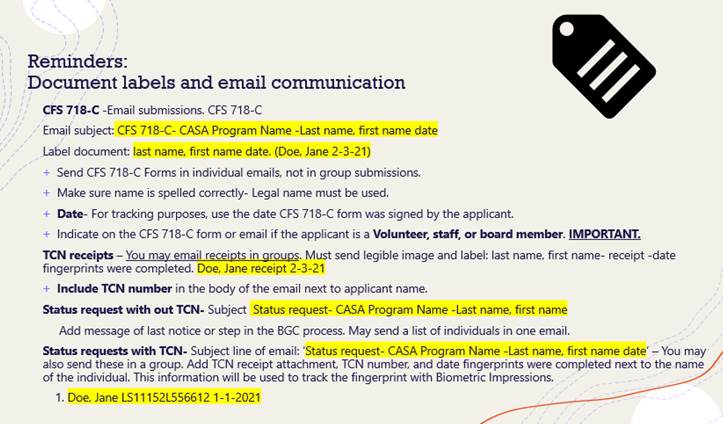 Reminders:
Document labels and email communication
CFS 718-C -Email submissions. CFS 718-C
Email subject: CFS 718-C- CASA Program Name -Last name, first name date
Label document: last name, first name date. (Doe, Jane 2-3-21)
+ Send CFS 718-C Forms in individual emails, not in group submissions.
+ Make sure name is spelled correctly- Legal name must be used.
+ Date- For tracking purposes, use the date CFS 718-C form was signed by the applicant.
+ Indicate on the CFS 718-C form or email if the applicant is a Volunteer, staff, or board member. IMPORTANT.
TCN receipts – You may email receipts in groups. Must send legible image and label: last name, first name- receipt -date
fingerprints were completed. Doe, Jane receipt 2-3-21
+ Include TCN number in the body of the email next to applicant name.
Status request with out TCN- Subject Status request- CASA Program Name -Last name, first name
Add message of last notice or step in the BGC process. May send a list of individuals in one email.
Status requests with TCN- Subject line of email: ‘Status request- CASA Program Name -Last name, first name date’ – You may
also send these in a group. Add TCN receipt attachment, TCN number, and date fingerprints were completed next to the name
of the individual. This information will be used to track the fingerprint with Biometric Impressions.
1. Doe, Jane LS11152L556612 1-1-2021